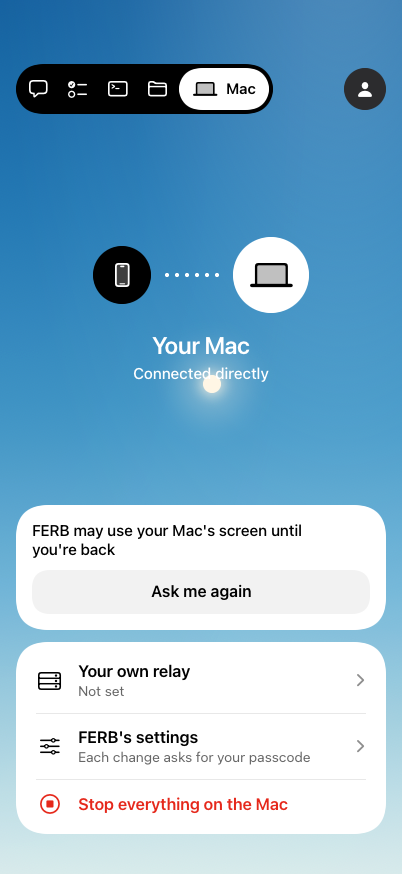 Mac
Your Mac
Connected directly
FERB may use your Mac's screen until
you're back
Ask me again
Your own relay
Not set
FERB's settings
Each change asks for your passcode
Stop everything on the Mac